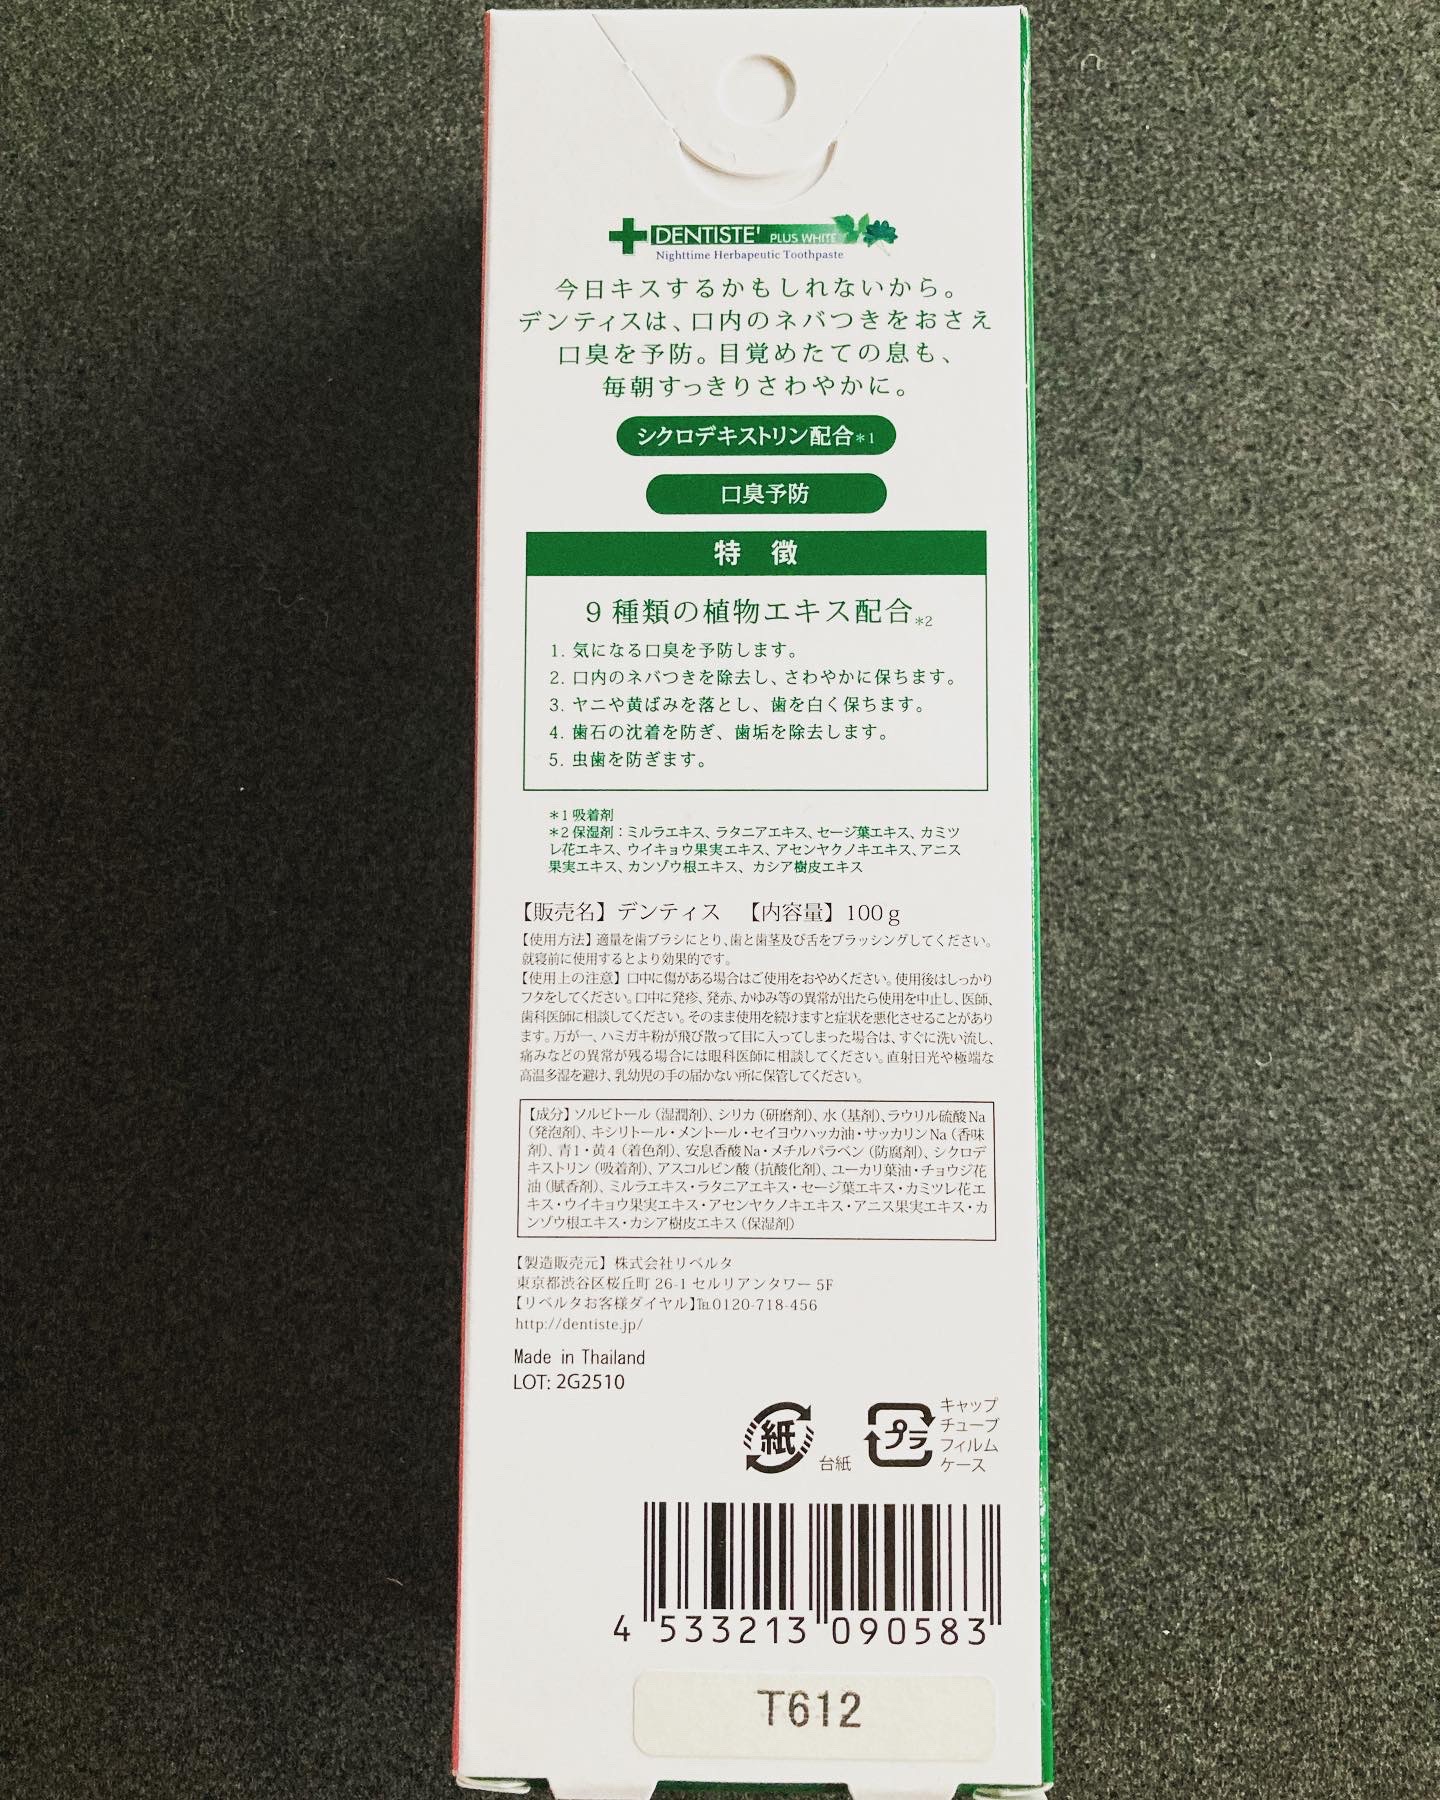 DENTISTE' PLUS WHITE
Nighttime Herbapeutic Toothpaste
今日キスするかもしれないから。
デンティスは、口内のネバつきをおさえ
口臭を予防。目覚めたての息も、
毎朝すっきりさわやかに。
シクロデキストリン配合*1
口臭予防
特 徴
9種類の植物エキス配合*2
1. 気になる口臭を予防します。
2. 口内のネバつきを除去し、さわやかに保ちます。
3. ヤニや黄ばみを落とし、歯を白く保ちます。
4. 歯石の沈着を防ぎ、歯垢を除去します。
5. 虫歯を防ぎます。
*1吸着剤
*2保湿剤：ミルラエキス、ラタニアエキス、セージ葉エキス、カミツ
レ花エキス、ウイキョウ果実エキス、アセンヤクノキエキス、アニス
果実エキス、カンゾウ根エキス、カシア樹皮エキス
【販売名】デンティス 【内容量】100g
【使用方法】適量を歯ブラシにとり、歯と歯茎及び舌をブラッシングしてください。
就寝前に使用するとより効果的です。
【使用上の注意】口中に傷がある場合はご使用をおやめください。使用後はしっかり
フタをしてください。口中に発疹、発赤、かゆみ等の異常が出たら使用を中止し、医師、
歯科医師に相談してください。そのまま使用を続けますと症状を悪化させることがあり
ます。万が一、ハミガキ粉が飛び散って目に入ってしまった場合は、すぐに洗い流し、
痛みなどの異常が残る場合には眼科医師に相談してください。直射日光や極端な
高温多湿を避け、乳幼児の手の届かない所に保管してください。
【成分】ソルビトール（湿潤剤）、シリカ（研磨剤）、水（基剤）、ラウリル硫酸Na
（発泡剤）、キシリトール・メントール・セイヨウハッカ油・サッカリンNa（香味
剤）、青1・黄4（着色剤）、安息香酸Na・メチルパラベン（防腐剤）、シクロデ
キストリン（吸着剤）、アスコルビン酸（抗酸化剤）、ユーカリ葉油・チョウジ花
油（賦香剤）、ミルラエキス・ラタニアエキス・セージ葉エキス・カミツレ花エ
キス・ウイキョウ果実エキス・アセンヤクノキエキス・アニス果実エキス・カ
ンゾウ根エキス・カシア樹皮エキス（保湿剤）
【製造販売元】株式会社リベルタ
東京都渋谷区桜丘町26-1セルリアンタワー5F
【リベルタお客様ダイヤル】℡0120-718-456
http://dentiste.jp/
Made in Thailand
LOT: 2G2510
紙 台紙
プラ キャップ
チューブ
フィルム
ケース
4 533213 090583
T612